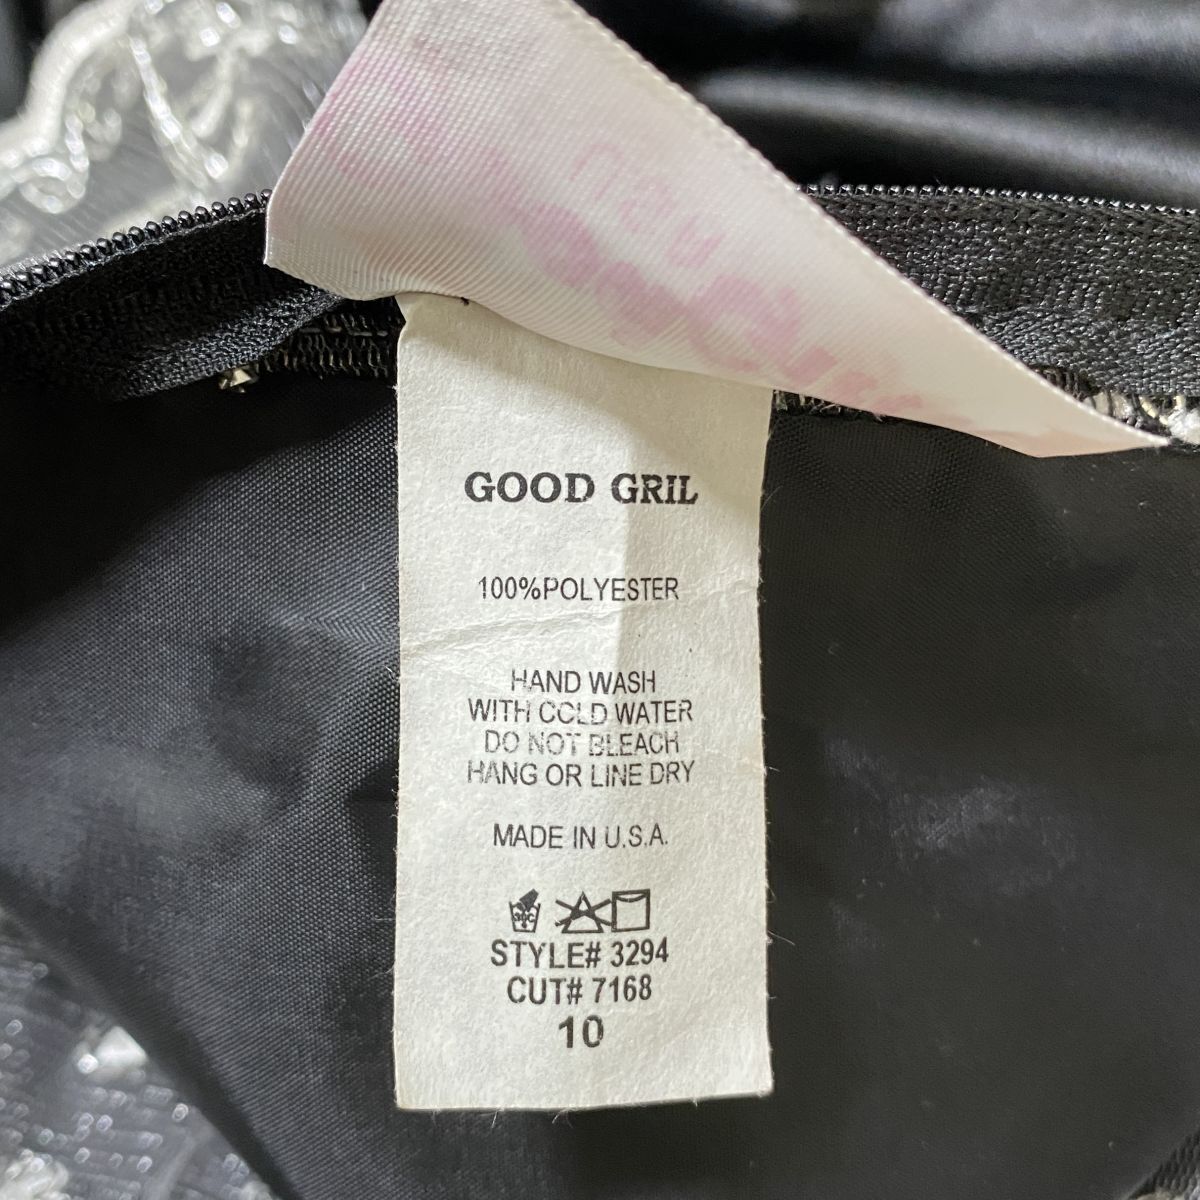 GOOD GRIL
100%POLYESTER
HAND WASH
WITH COLD WATER
DO NOT BLEACH
HANG OR LINE DRY
MADE IN U.S.A.
30C
STYLE# 3294
CUT# 7168
10